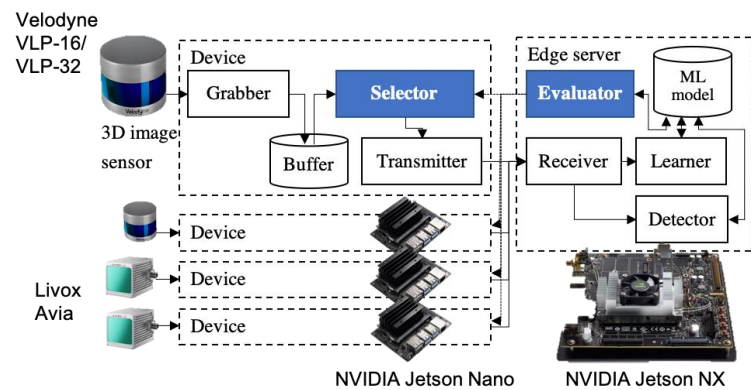 Velodyne
VLP-16/
VLP-32
Velodyne
3D image
sensor
Device
Grabber
Selector
Buffer
Transmitter
Edge server
Evaluator
ML
model
Receiver
Learner
Detector
Device
Device
Device
Livox
Avia
NVIDIA Jetson Nano
NVIDIA Jetson NX